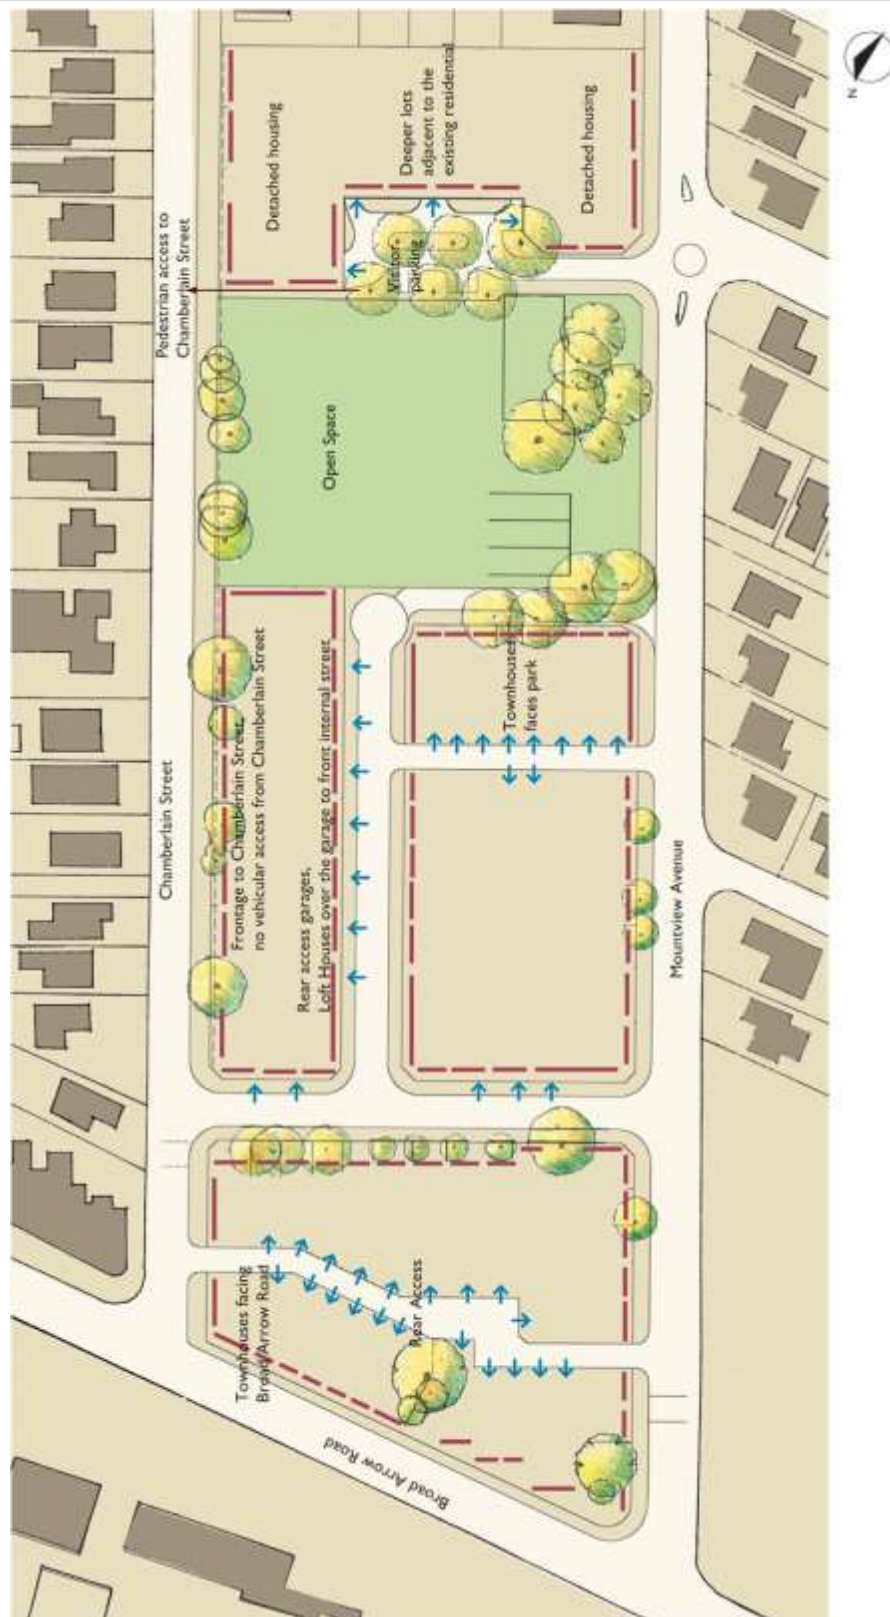 N
Detached housing
Deeper lots
adjacent to the
existing residential
Detached housing
Pedestrian access to
Chamberlain Street
Visitor
parking
Open Space
Chamberlain Street
Frontage to Chamberlain Street,
no vehicular access from Chamberlain Street
Rear access garages,
Loft Houses over the garage to front internal street
Townhouses
faces park
Mountview Avenue
Townhouses facing
Broad Arrow Road
Rear Access
Broad Arrow Road